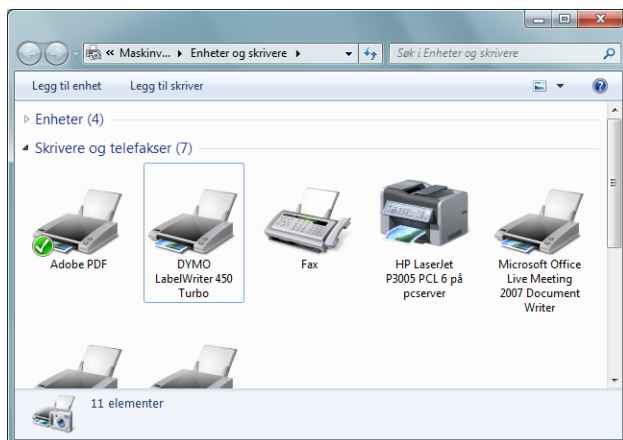 « Maskinv... ▸ Enheter og skrivere ▸
Søk i Enheter og skrivere
Legg til enhet Legg til skriver
Enheter (4)
Skrivere og telefakser (7)
Adobe PDF
DYMO
LabelWriter 450
Turbo
Fax
HP LaserJet
P3005 PCL 6 på
pcserver
Microsoft Office
Live Meeting
2007 Document
Writer
11 elementer